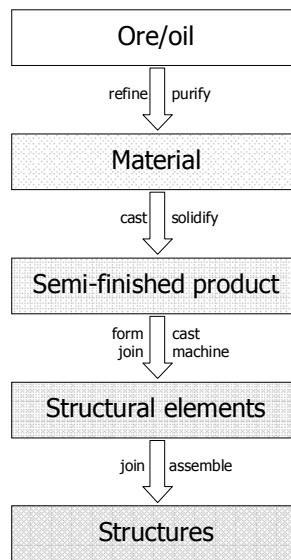 Ore/oil
refine purify
Material
cast solidify
Semi-finished product
form cast
join machine
Structural elements
join assemble
Structures